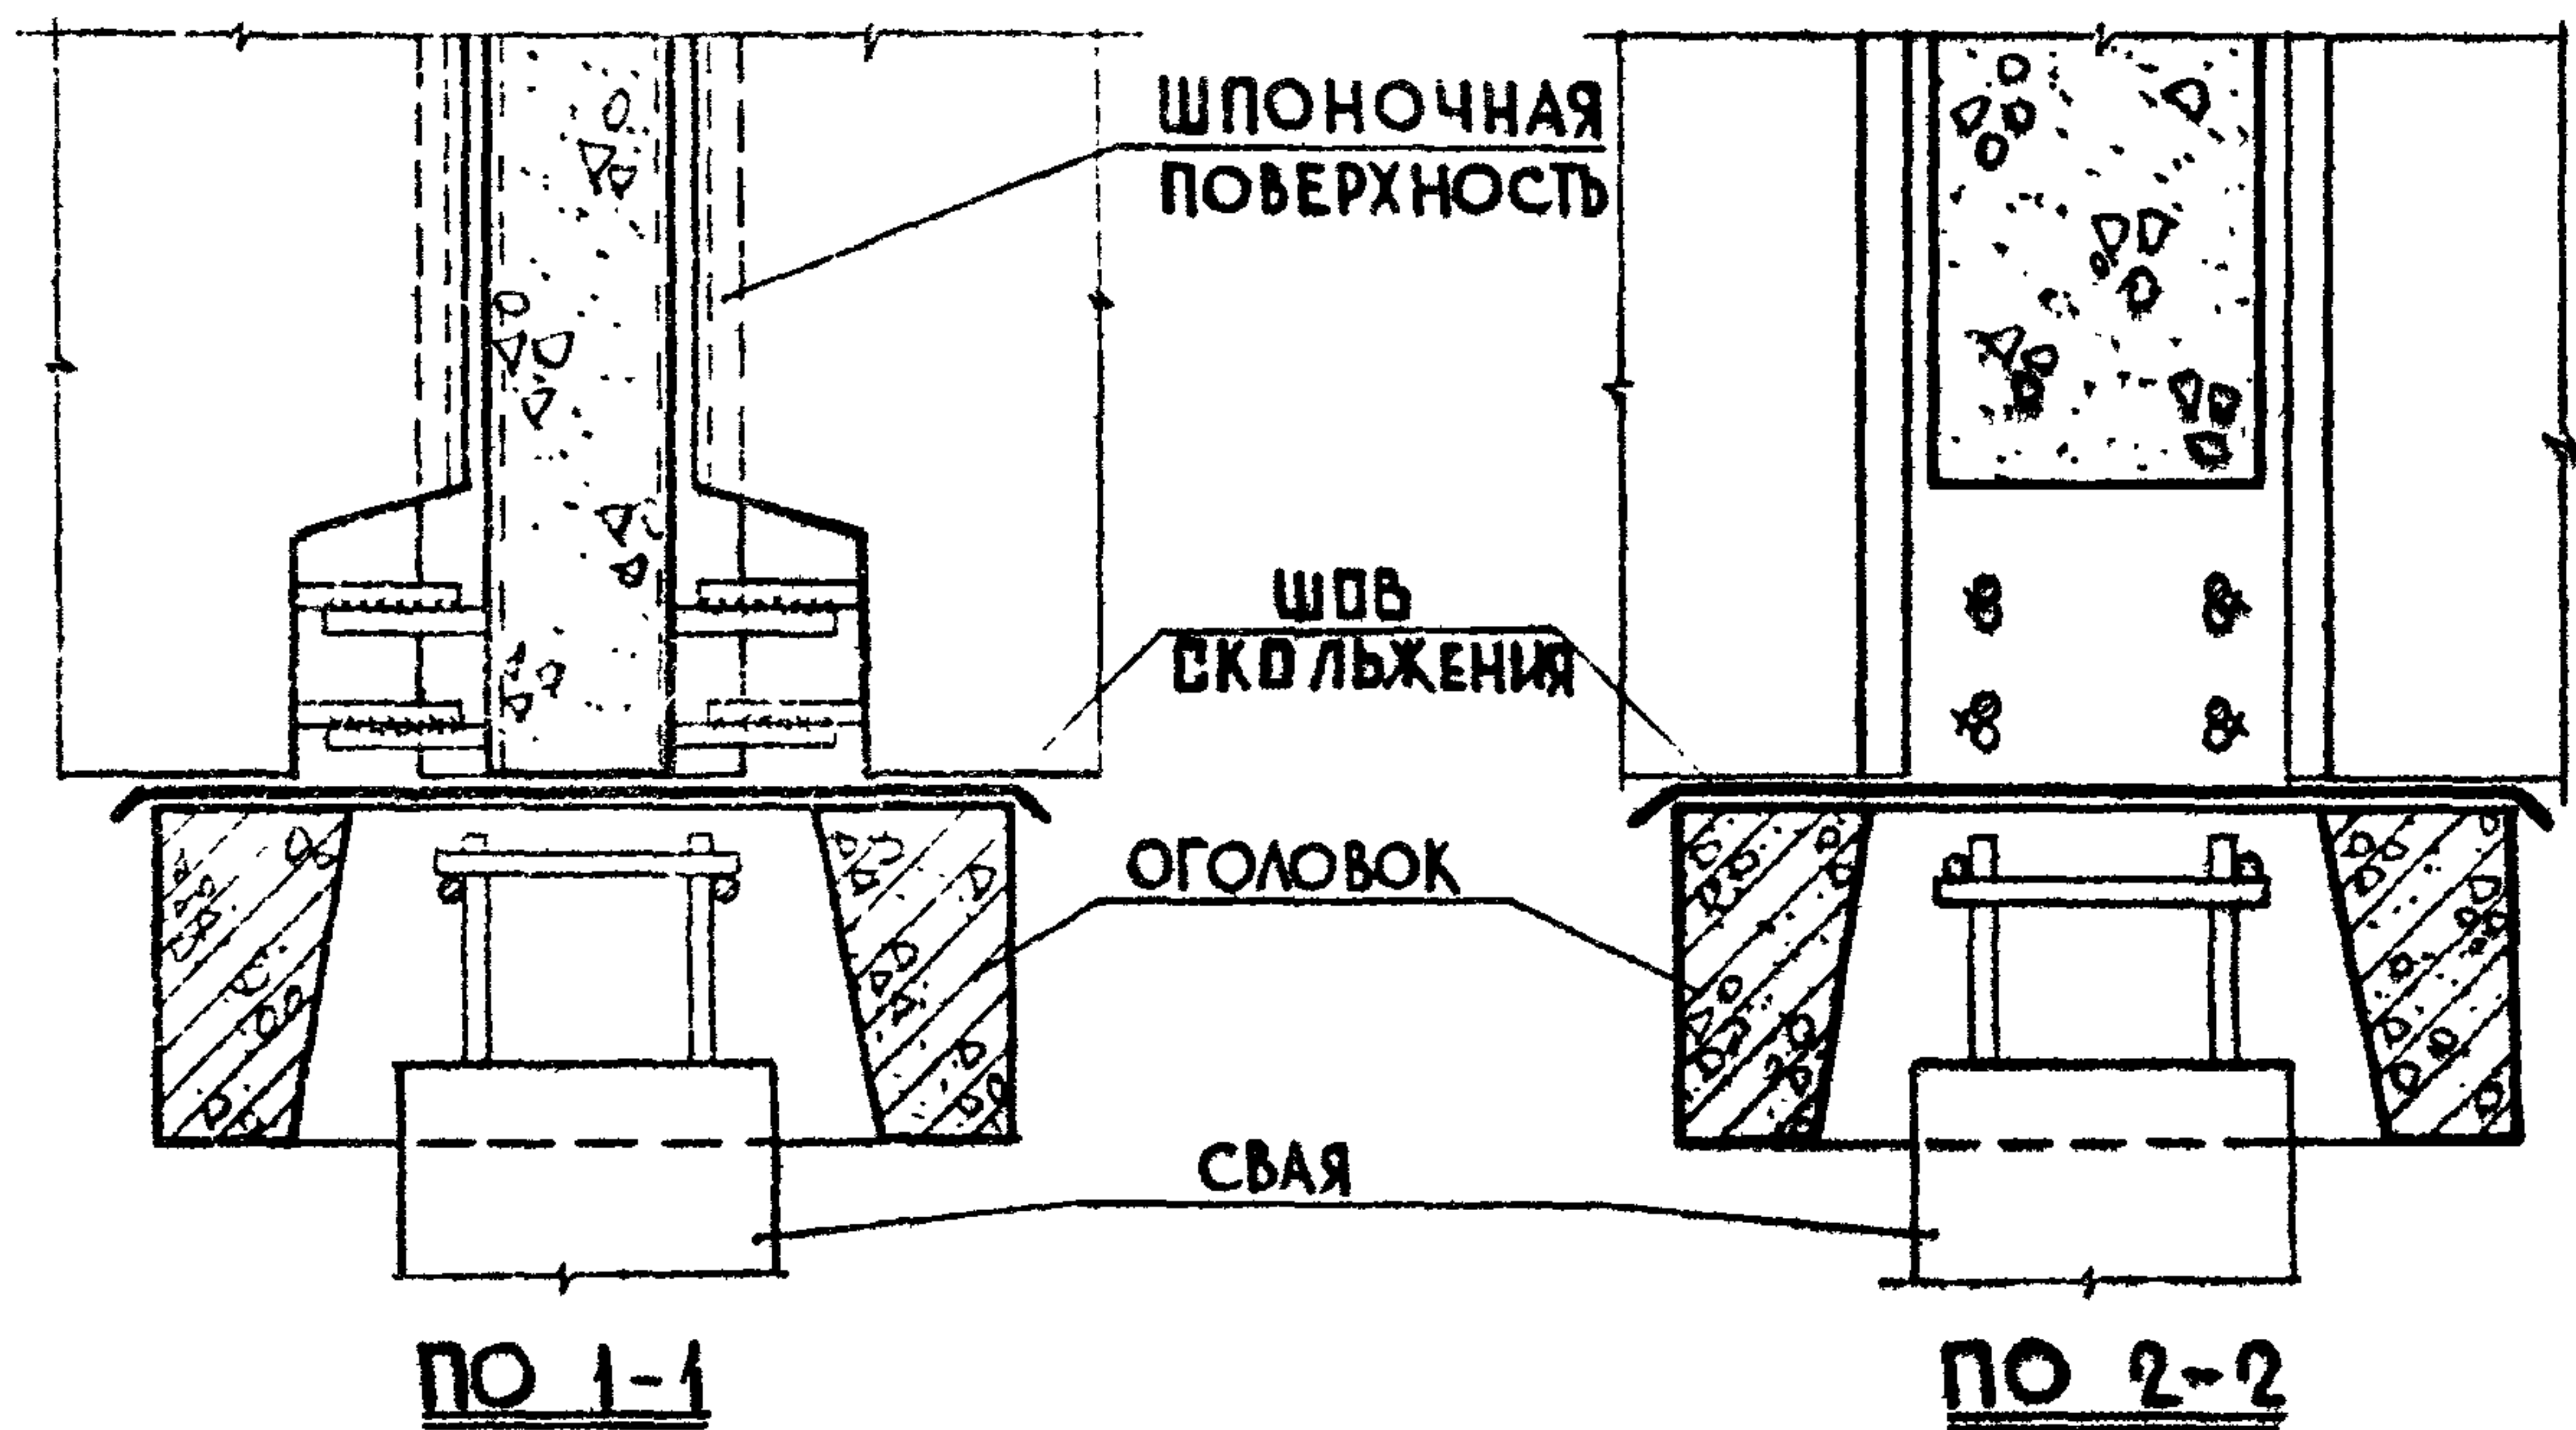 ШПОНОЧНАЯ
ПОВЕРХНОСТЬ
ШОВ
СКОЛЬЖЕНИЯ
ОГОЛОВОК
СВАЯ
ПО 1-1
ПО 2-2